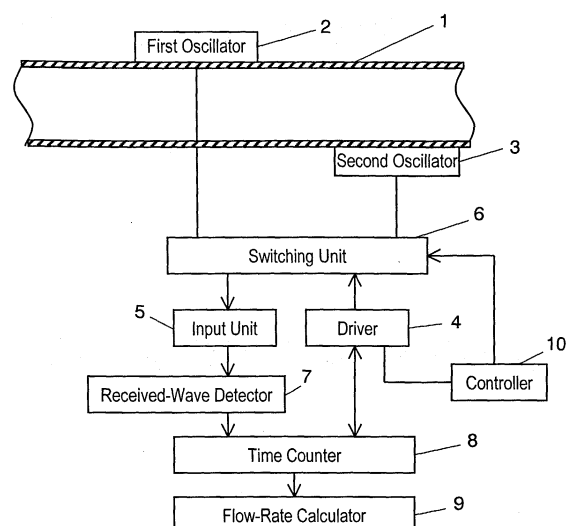 First Oscillator
2
1
Second Oscillator
3
6
Switching Unit
5
Input Unit
Driver
4
10
Controller
7
Received-Wave Detector
8
Time Counter
9
Flow-Rate Calculator